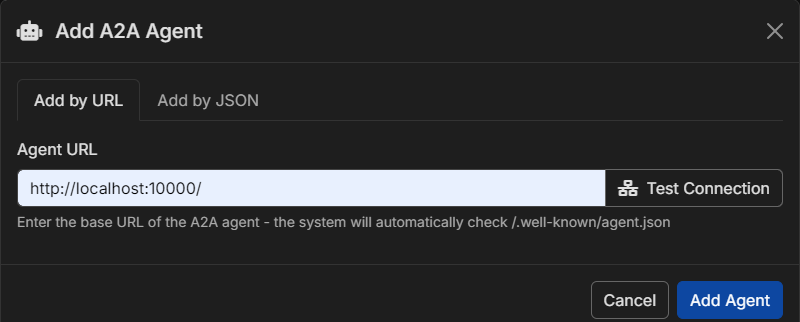 Add A2A Agent
Add by URL
Add by JSON
Agent URL
http://localhost:10000/
Test Connection
Enter the base URL of the A2A agent - the system will automatically check /.well-known/agent.json
Cancel
Add Agent